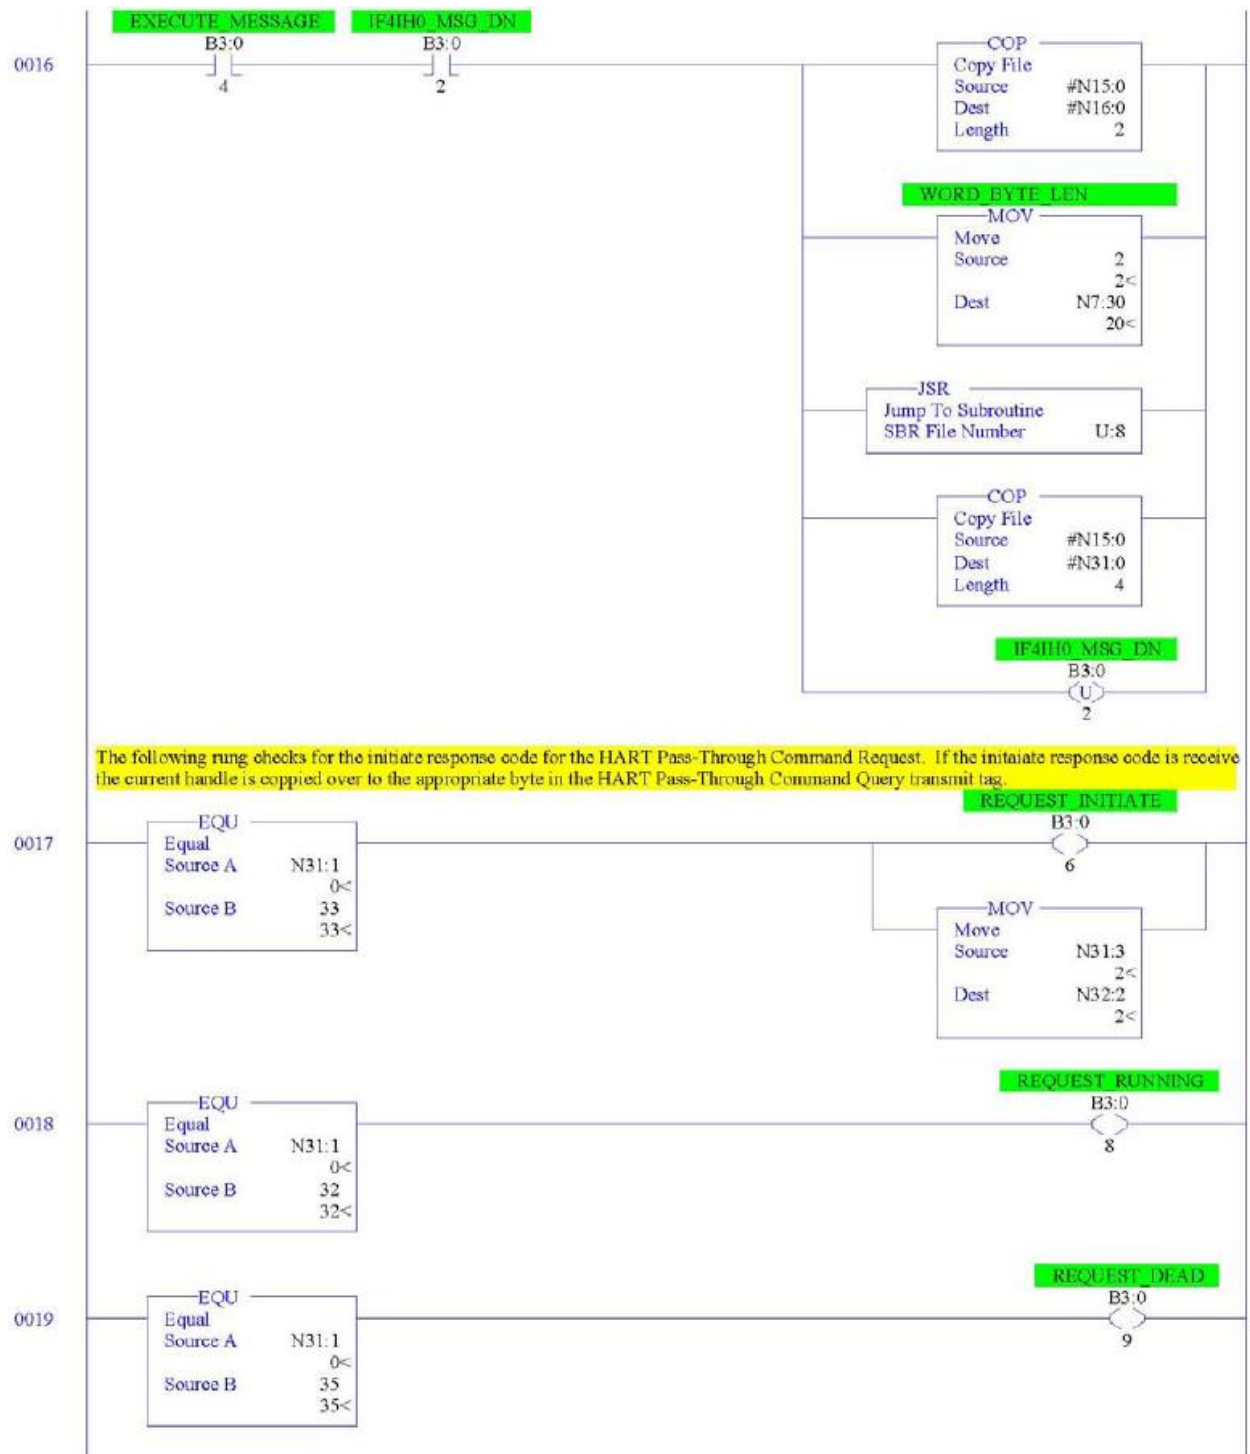 EXECUTE_MESSAGE IF4IH0_MSG_DN
B3:0 B3:0
0016
4 2
COP
Copy File
Source #N15:0
Dest #N16:0
Length 2
WORD_BYTE_LEN
MOV
Move
Source 2
2<
Dest N7:30
20<
JSR
Jump To Subroutine
SBR File Number U:8
COP
Copy File
Source #N15:0
Dest #N31:0
Length 4
IF4IH0_MSG_DN
B3:0
U
2
The following rung checks for the initiate response code for the HART Pass-Through Command Request. If the initaiate response code is receive
the current handle is coppied over to the appropriate byte in the HART Pass-Through Command Query transmit tag.
REQUEST_INITIATE
B3:0
6
0017
EQU
Equal
Source A N31:1
0<
Source B 33
33<
MOV
Move
Source N31:3
2<
Dest N32:2
2<
REQUEST_RUNNING
B3:0
8
0018
EQU
Equal
Source A N31:1
0<
Source B 32
32<
REQUEST_DEAD
B3:0
9
0019
EQU
Equal
Source A N31:1
0<
Source B 35
35<